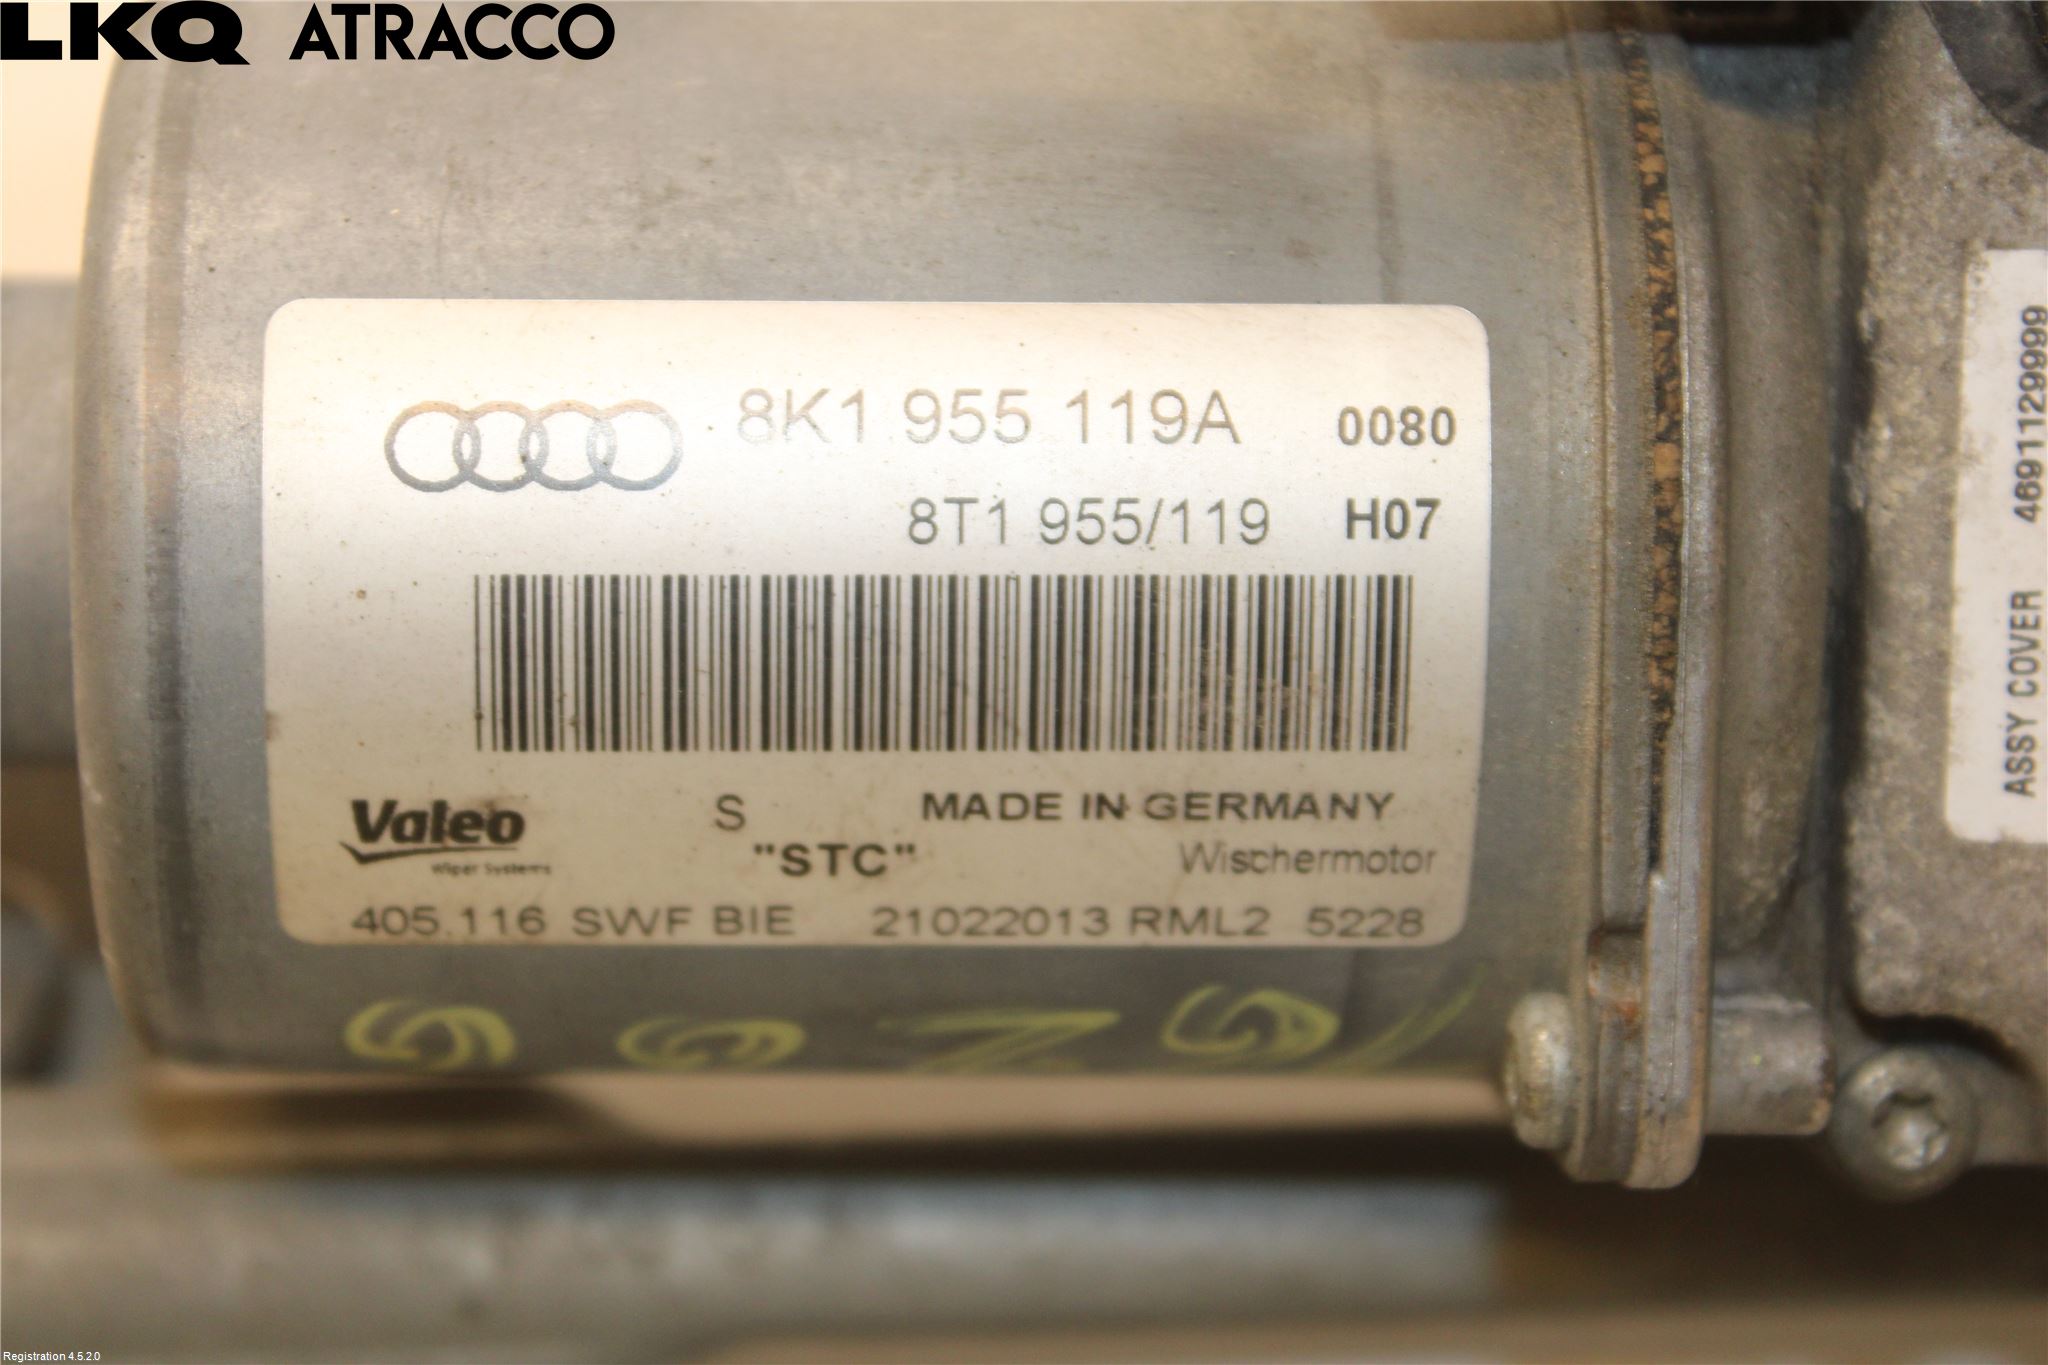 LKQ ATRACCO
8K1 955 119A 0080
8T1 955/119 H07
Valeo
Wiper Systems
S
"STC"
MADE IN GERMANY
Wischermotor
405.116 SWF BIE 21022013 RML2 5228
ASSY COVER 4691129999
Registration 4.5.2.0